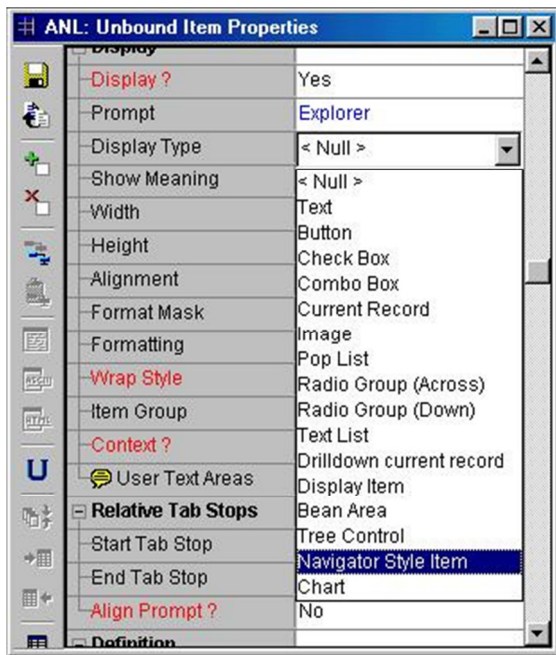 ANL: Unbound Item Properties
Display
Display ? Yes
Prompt Explorer
Display Type < Null >
Show Meaning < Null >
Text
Width
Button
Height
Check Box
Combo Box
Alignment
Current Record
Format Mask
Image
Formatting
Pop List
Wrap Style
Radio Group (Across)
Item Group
Radio Group (Down)
Text List
Context ?
Drilldown current record
User Text Areas
Display Item
Relative Tab Stops
Bean Area
Start Tab Stop
Tree Control
Navigator Style Item
End Tab Stop
Chart
Align Prompt ? No
Definition
ASCII
HTML
U